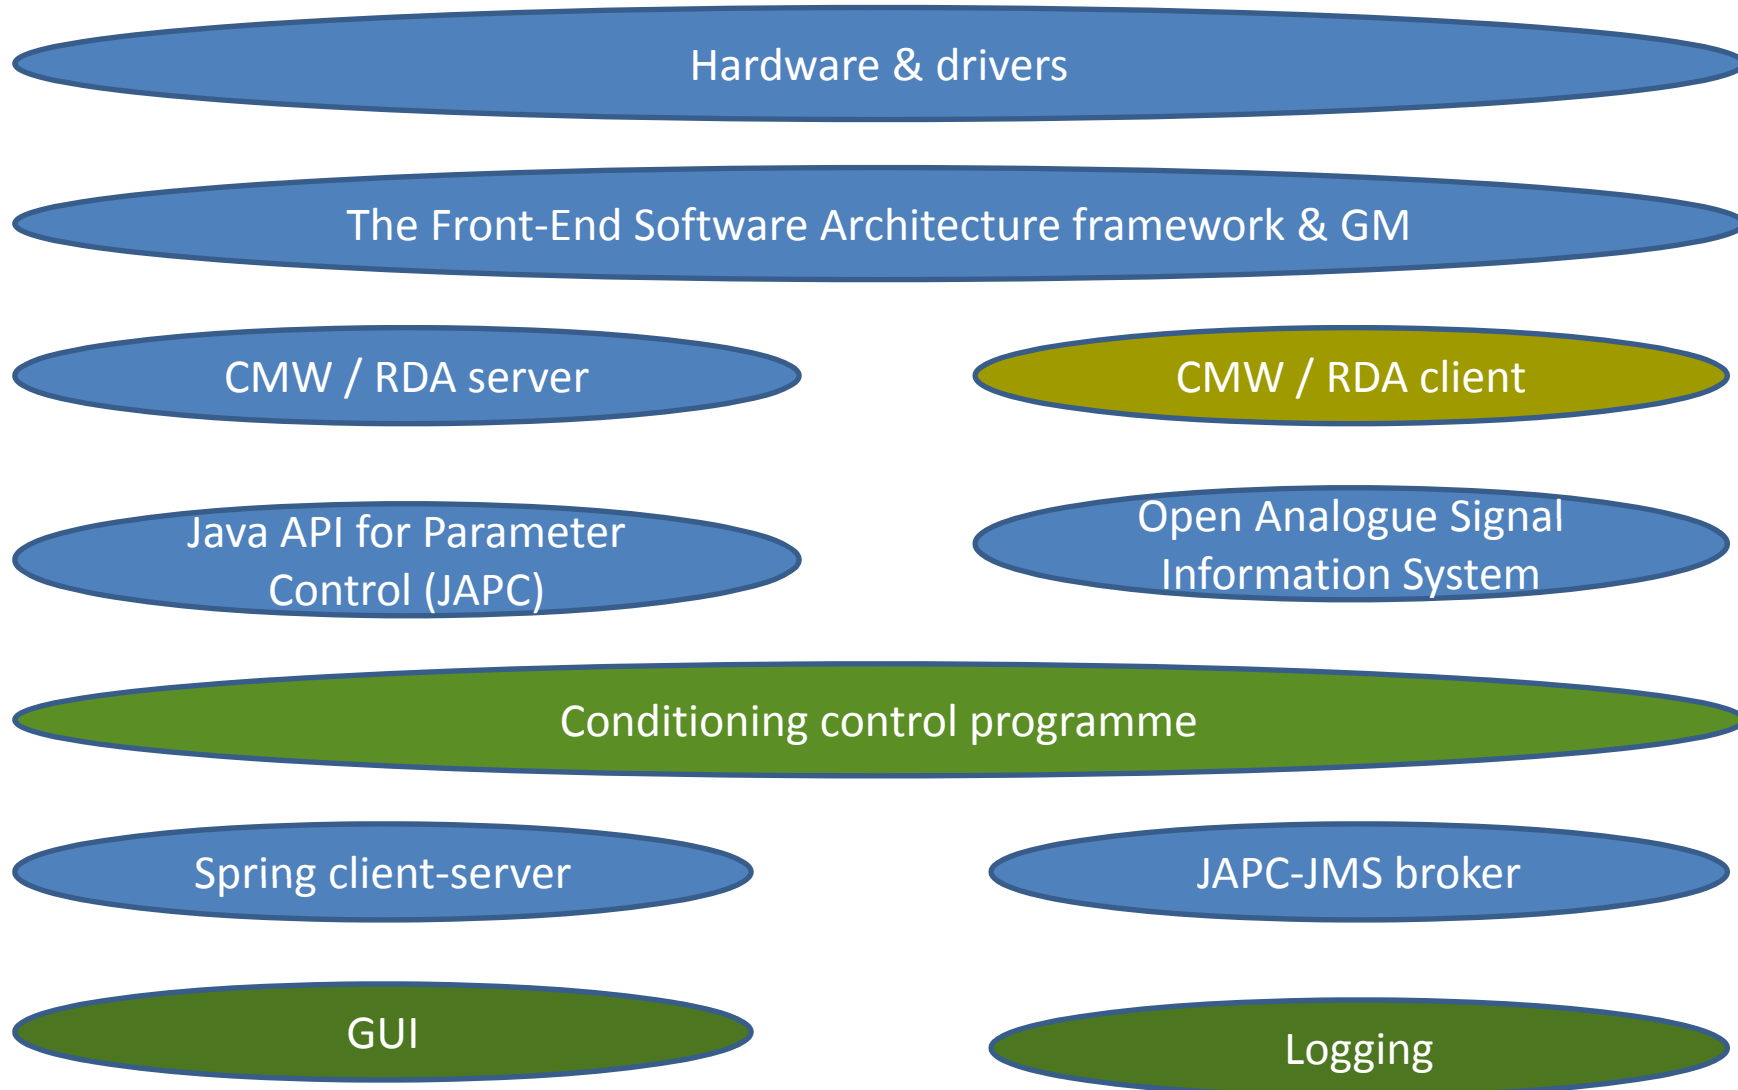 Hardware & drivers
The Front-End Software Architecture framework & GM
CMW / RDA server
CMW / RDA client
Java API for Parameter
Control (JAPC)
Open Analogue Signal
Information System
Conditioning control programme
Spring client-server
JAPC-JMS broker
GUI
Logging